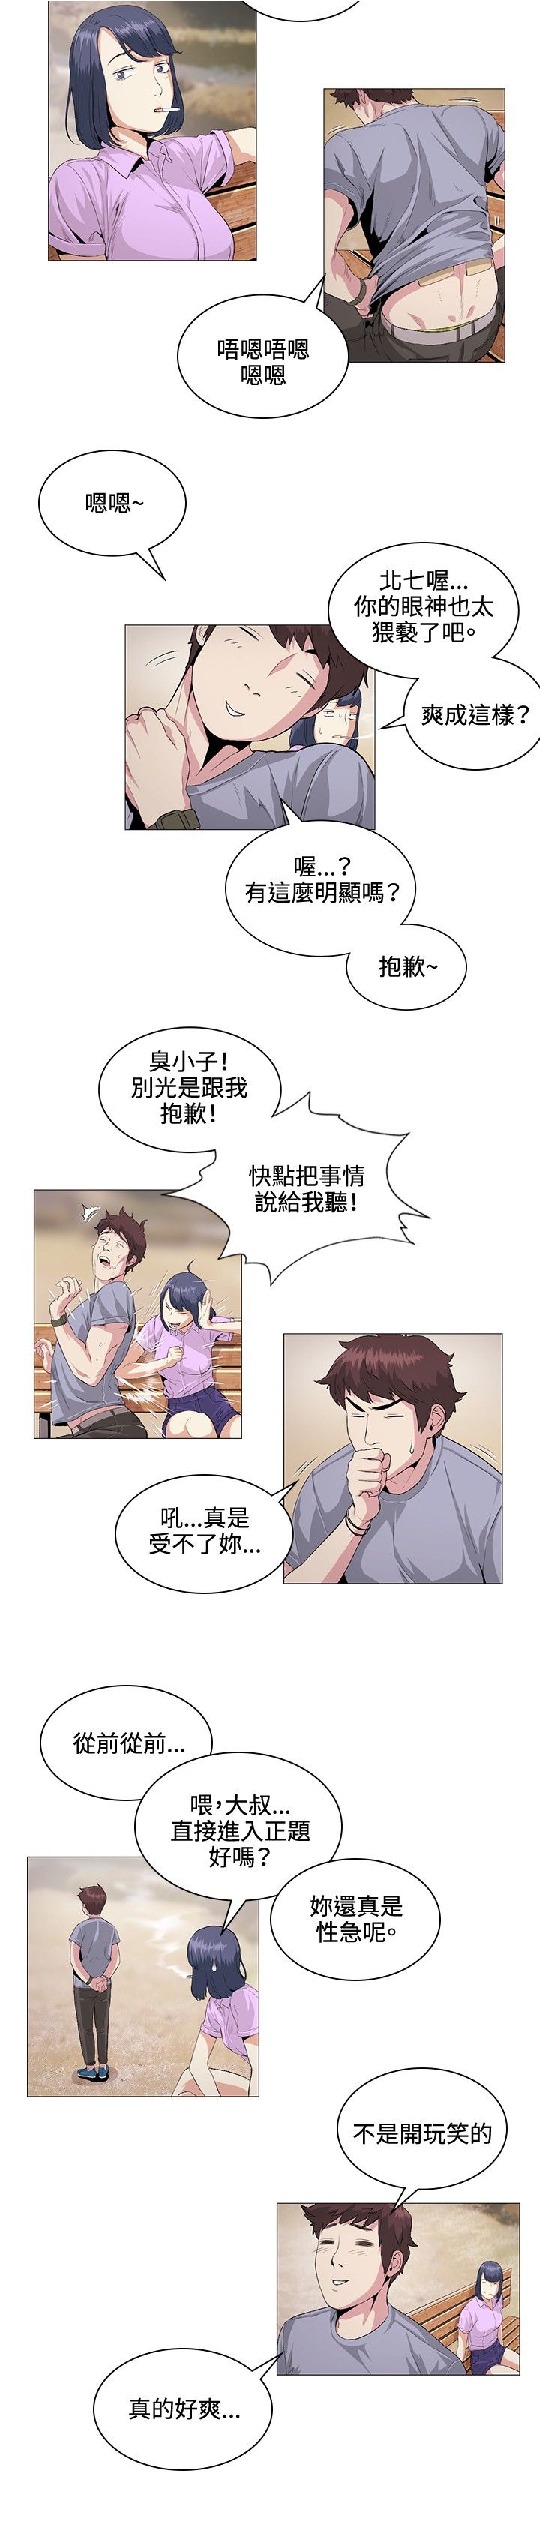 唔嗯唔嗯
嗯嗯
嗯嗯~
北七喔...
你的眼神也太
猥褻了吧。
爽成這樣?
喔...?
有這麼明顯嗎?
抱歉~
臭小子!
別光是跟我
抱歉!
快點把事情
說給我聽!
吼...真是
受不了妳...
從前從前...
喂,大叔...
直接進入正題
好嗎?
妳還真是
性急呢。
不是開玩笑的
真的好爽...